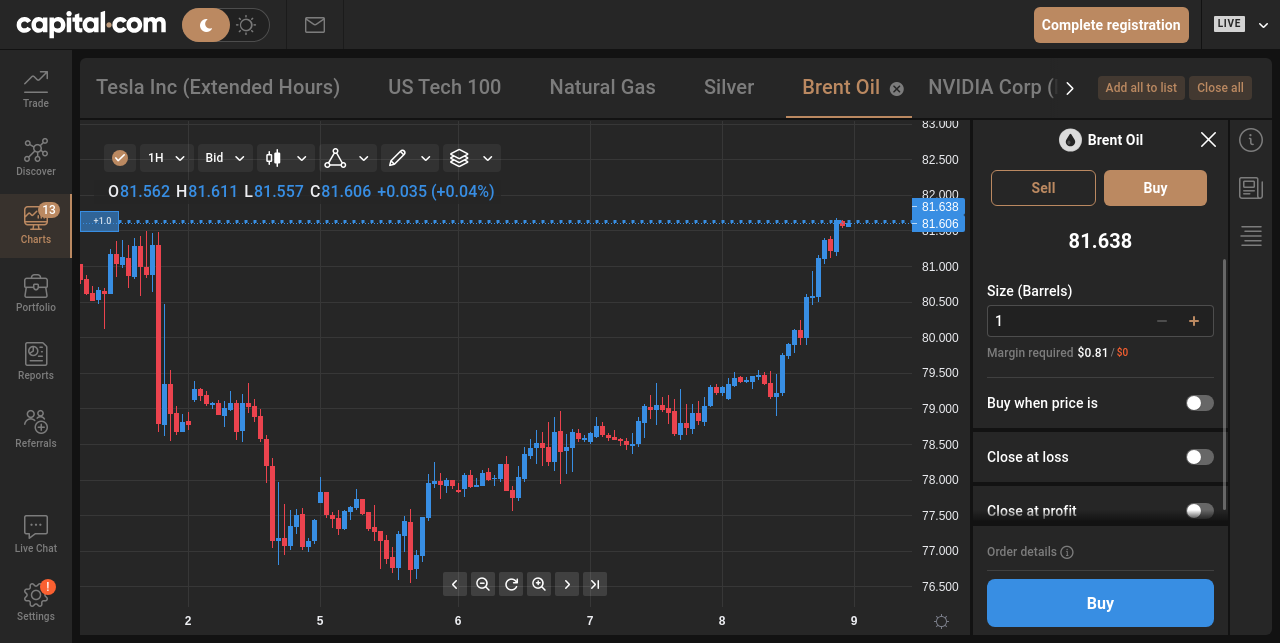 capital.com
Complete registration
LIVE
Trade
Discover
13
Charts
Portfolio
Reports
Referrals
Live Chat
!
Settings
Tesla Inc (Extended Hours)
US Tech 100
Natural Gas
Silver
Brent Oil
NVIDIA Corp (
Add all to list
Close all
1H
Bid
O81.562 H81.611 L81.557 C81.606 +0.035 (+0.04%)
+1.0
83.000
82.500
82.000
81.638
81.606
81.500
81.000
80.500
80.000
79.500
79.000
78.500
78.000
77.500
77.000
76.500
2
5
6
7
8
9
Brent Oil
Sell
Buy
81.638
Size (Barrels)
1
Margin required $0.81 / $0
Buy when price is
Close at loss
Close at profit
Order details
Buy